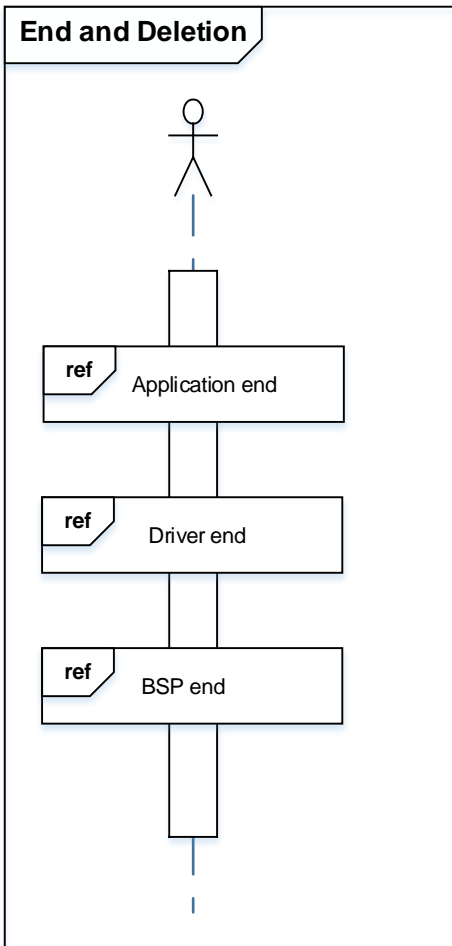 End and Deletion
ref
Application end
ref
Driver end
ref
BSP end